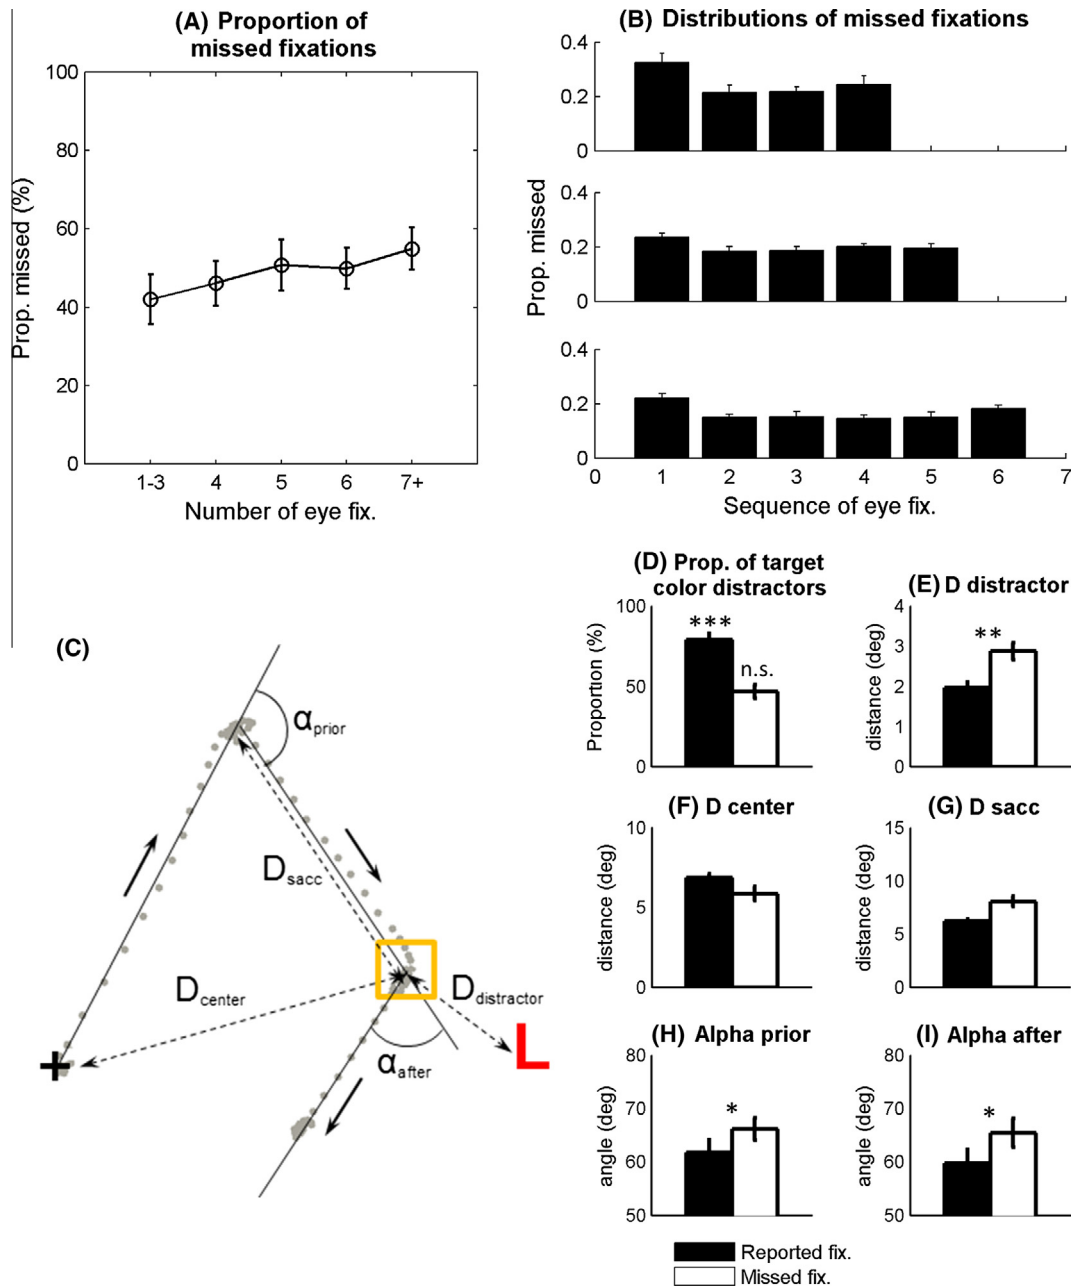 (A) Proportion of
missed fixations
Prop. missed (%)
100
80
60
40
20
0
1-3 4 5 6 7+
Number of eye fix.
(B) Distributions of missed fixations
Prop. missed
0.4
0.2
0
0.4
0.2
0
0.4
0.2
0
0 1 2 3 4 5 6 7
Sequence of eye fix.
(C)
α prior
D sacc
D center
D distractor
α after
L
(D) Prop. of target
color distractors
Proportion (%)
100
50
0
***
n.s.
(E) D distractor
distance (deg)
4
3
2
1
0
**
(F) D center
distance (deg)
10
5
0
(G) D sacc
distance (deg)
15
10
5
0
(H) Alpha prior
angle (deg)
80
70
60
50
*
(I) Alpha after
angle (deg)
80
70
60
50
*
Reported fix.
Missed fix.